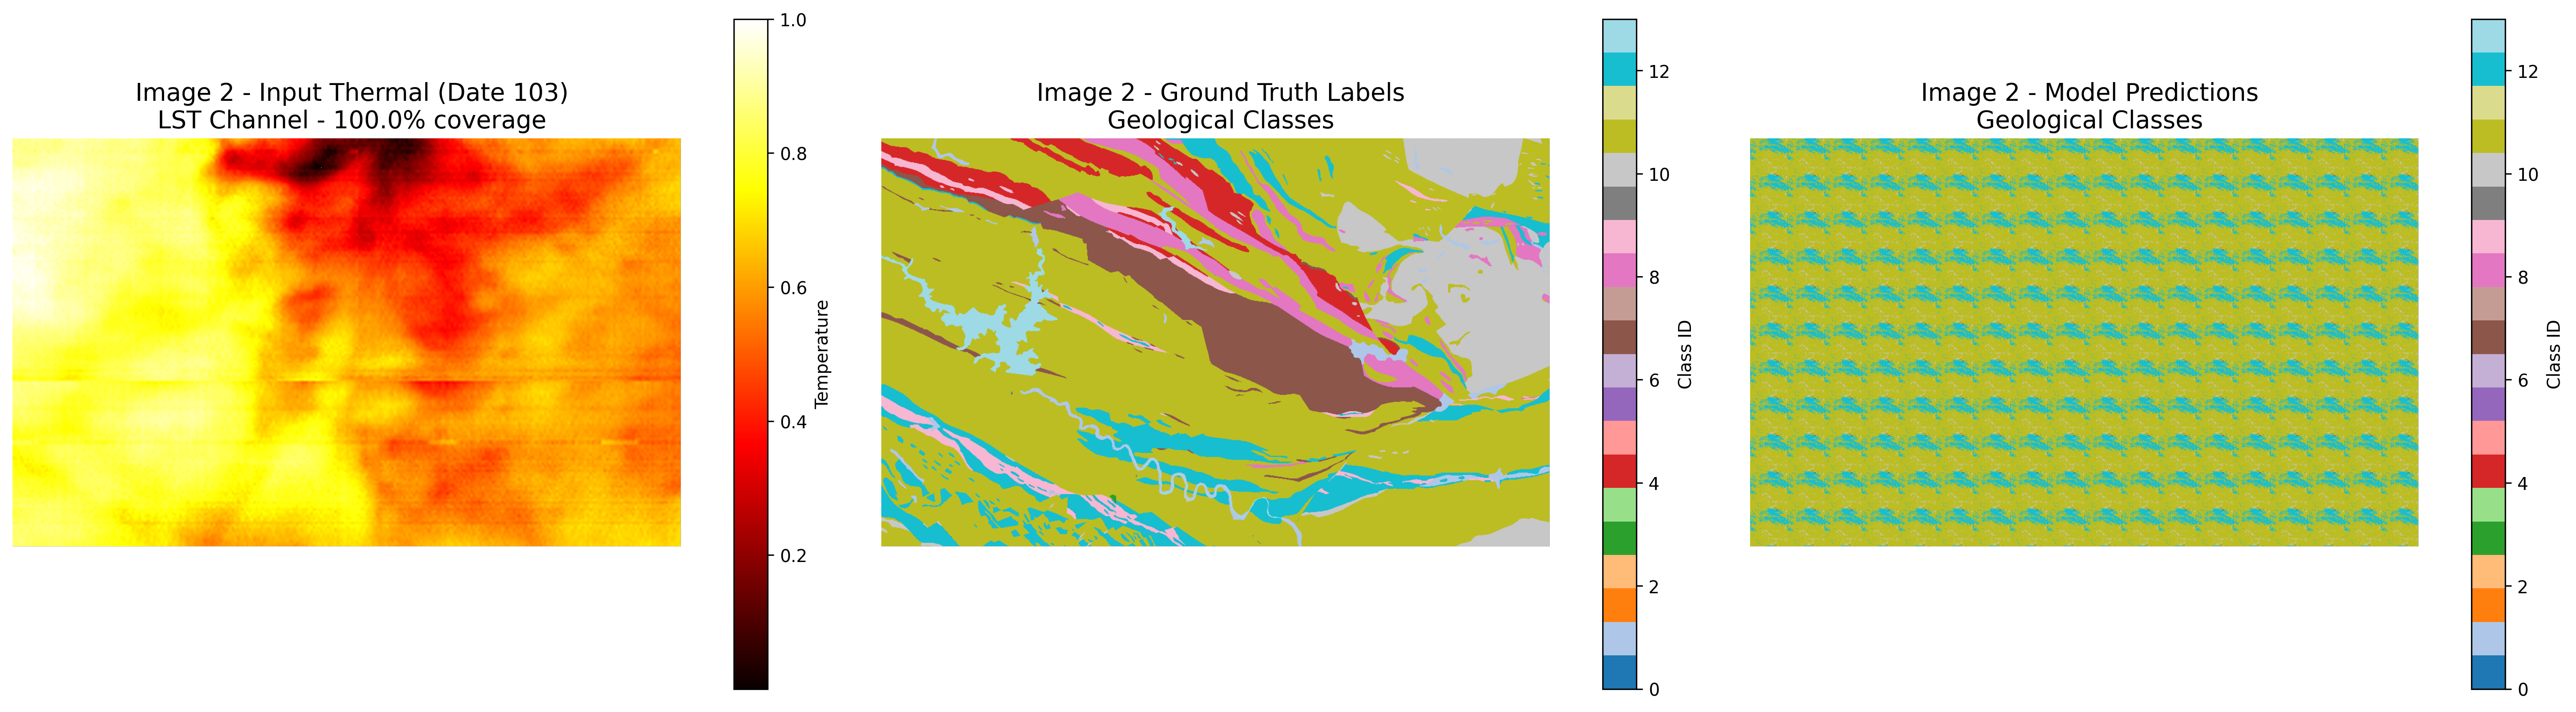 Image 2 - Input Thermal (Date 103)
LST Channel - 100.0% coverage
1.0
0.8
0.6
0.4
0.2
Temperature
Image 2 - Ground Truth Labels
Geological Classes
12
10
8
6
4
2
0
Class ID
Image 2 - Model Predictions
Geological Classes
12
10
8
6
4
2
0
Class ID